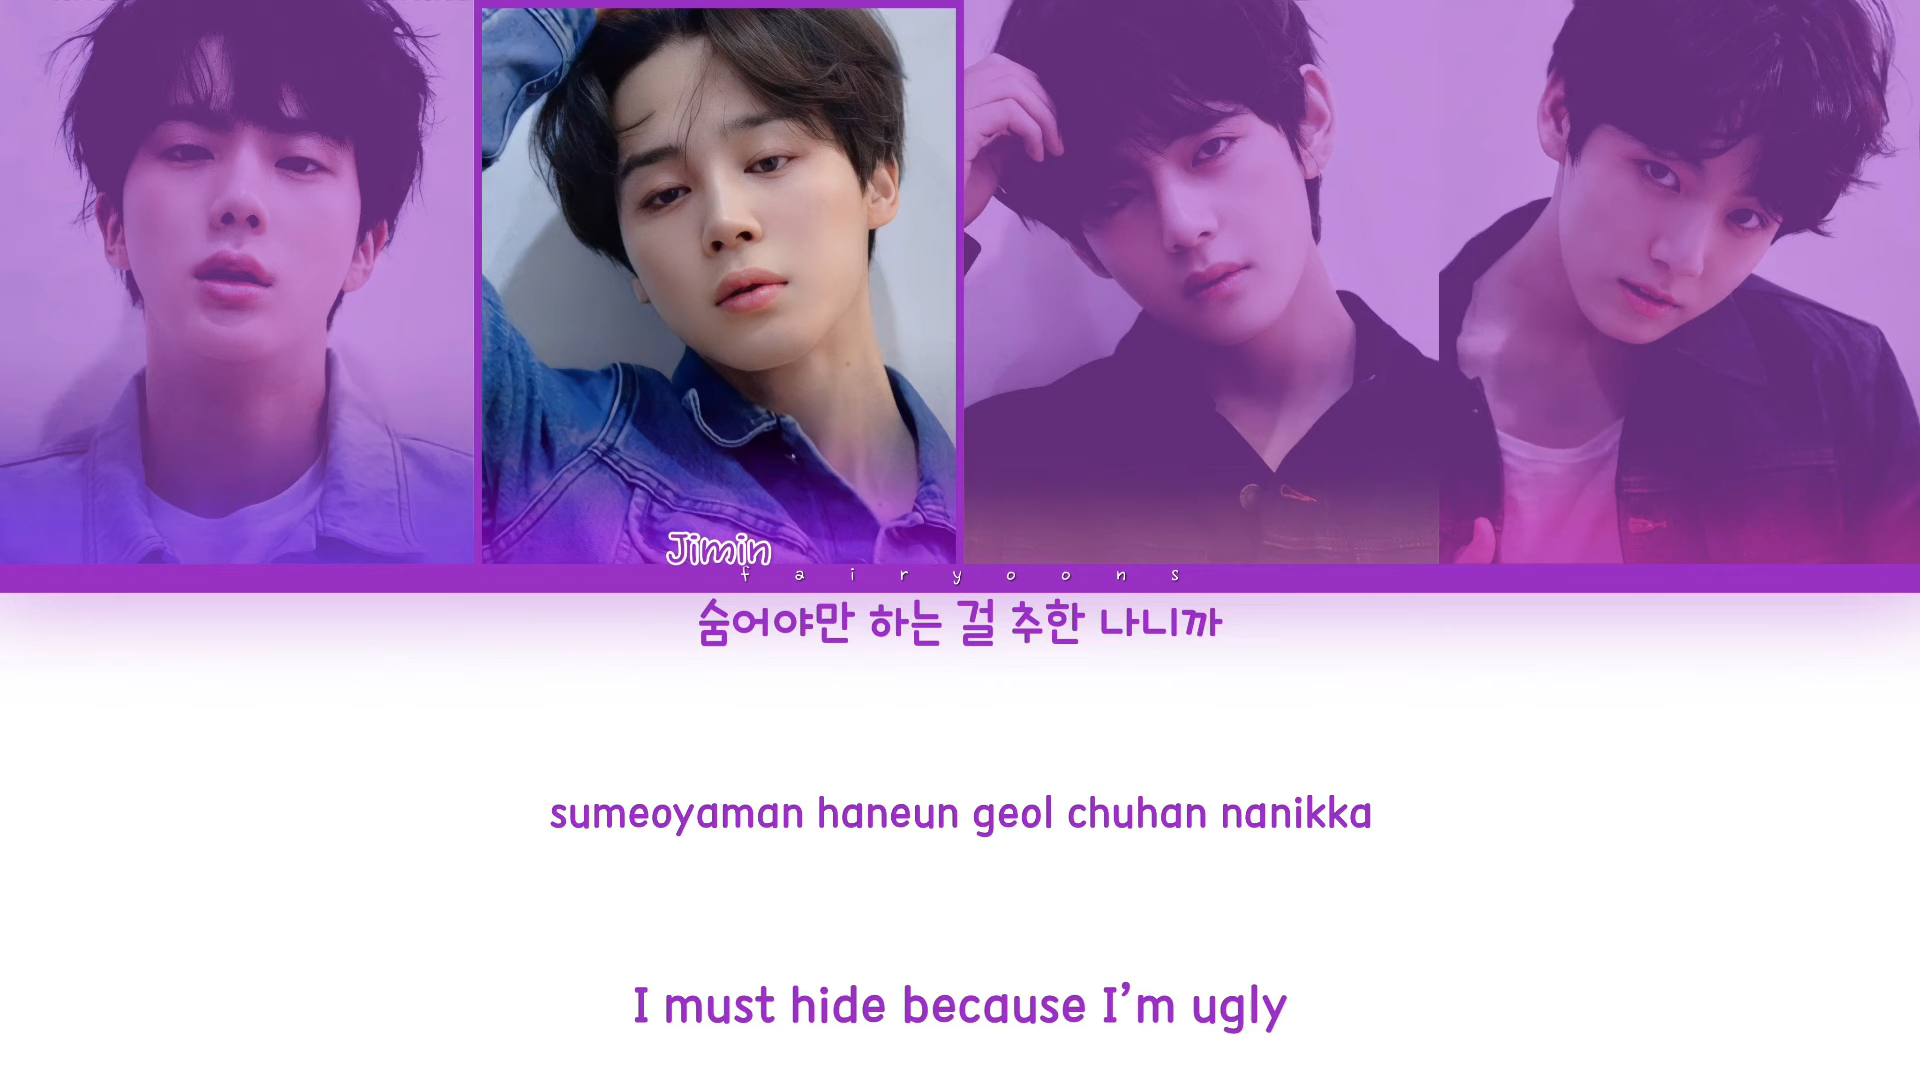 Jimin
fairyoons
숨어야만 하는 걸 추한 나니까
sumeoyaman haneun geol chuhan nanikka
I must hide because I’m ugly